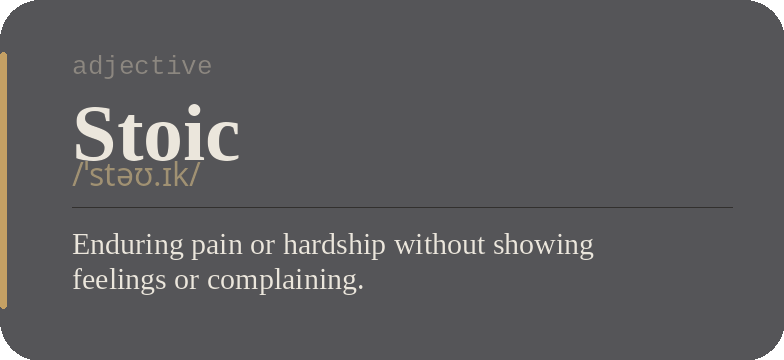 adjective
Stoic
/ˈstəʊ.ɪk/
Enduring pain or hardship without showing
feelings or complaining.